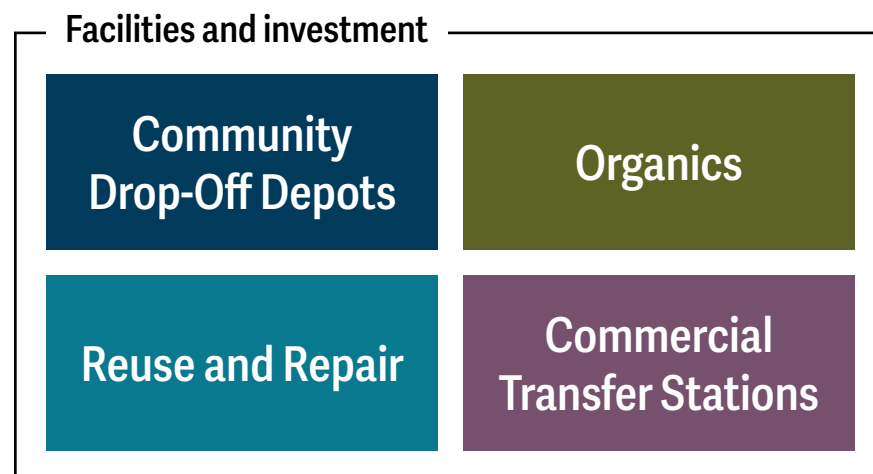 Facilities and investment
Community
Drop-Off Depots
Organics
Reuse and Repair
Commercial
Transfer Stations